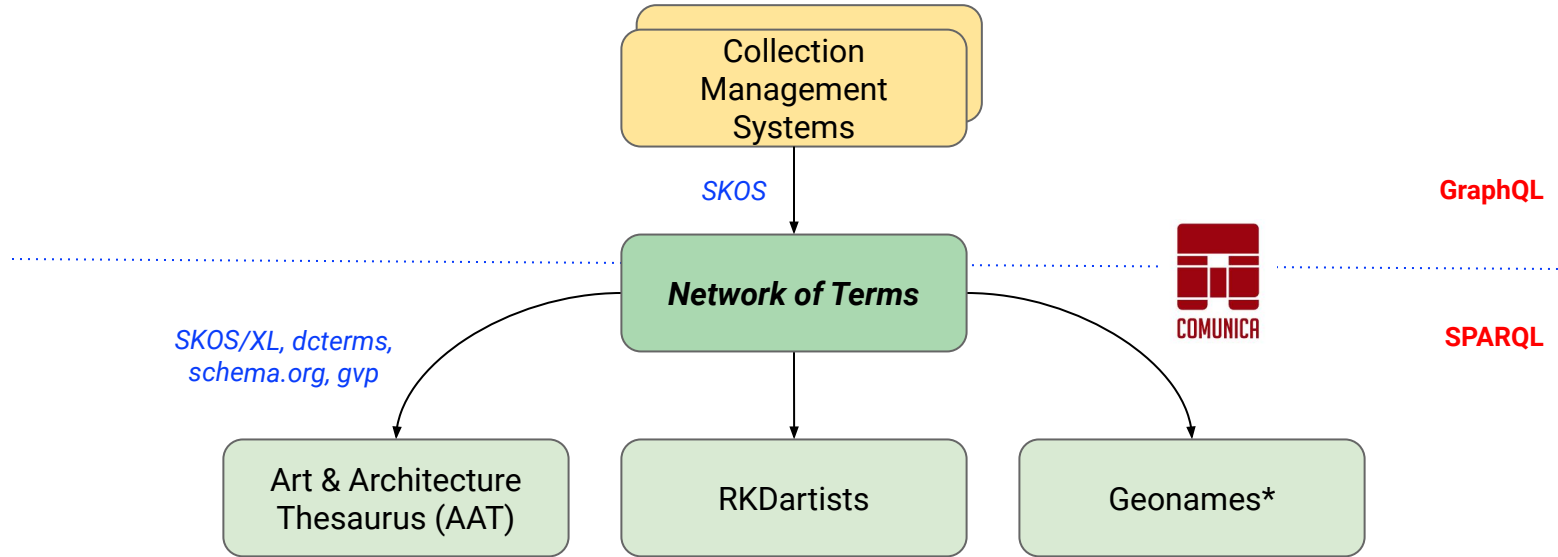 Collection
Management
Systems
SKOS
GraphQL
Network of Terms
COMUNICA
SKOS/XL, dcterms,
schema.org, gvp
SPARQL
Art & Architecture
Thesaurus (AAT)
RKDartists
Geonames*